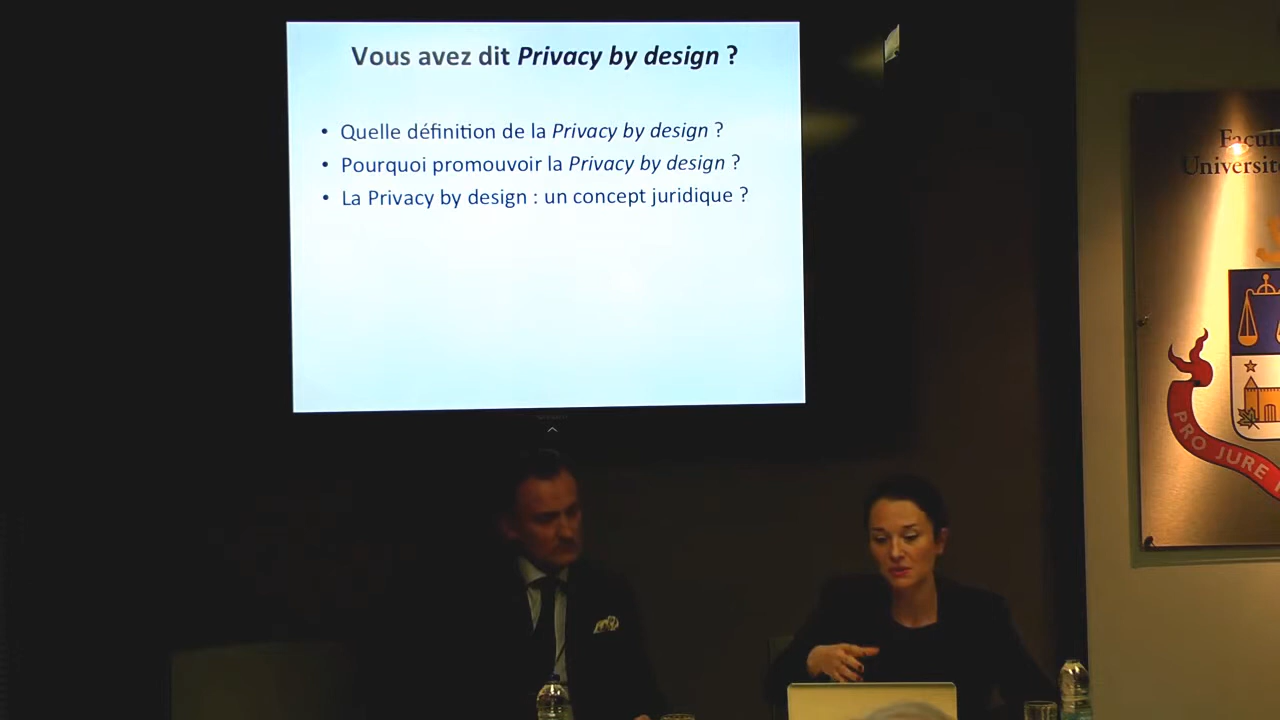 Vous avez dit Privacy by design ?
• Quelle définition de la Privacy by design ?
• Pourquoi promouvoir la Privacy by design ?
• La Privacy by design : un concept juridique ?
PRO JURE